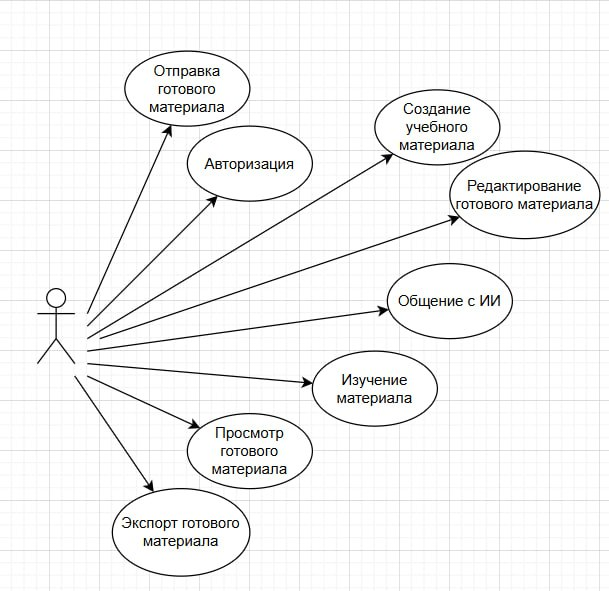 Отправка
готового
материала
Авторизация
Создание
учебного
материала
Редактирование
готового материала
Общение с ИИ
Изучение
материала
Просмотр
готового
материала
Экспорт готового
материала